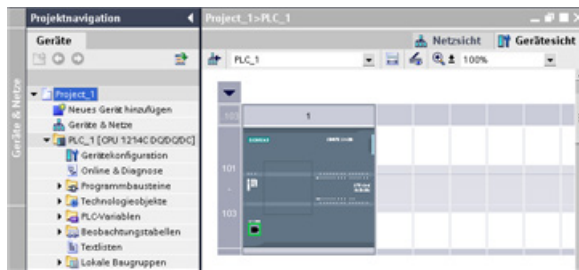 Projektnavigation
Project_1>PLC_1
Geräte
Netzsicht
Gerätesicht
PLC_1
100%
Geräte & Netze
Project_1
Neues Gerät hinzufügen
Geräte & Netze
PLC_1 [CPU 1214C DC/DC/DC]
Gerätekonfiguration
Online & Diagnose
Programmbausteine
Technologieobjekte
PLC-Variablen
Beobachtungstabellen
Textlisten
Lokale Baugruppen
103
1
SIEMENS
101
103